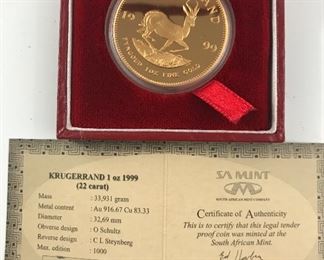 19 99
FYNGOUD 1 OZ FINE GOLD
KRUGERRAND 1 oz 1999
(22 carat)
Mass : 33,931 gram
Metal content : Au 916.67 Cu 83.33
Diameter : 32,69 mm
Obverse design : O Schultz
Reverse design : C L Steynberg
Max. edition : 1000
SA MINT
SOUTH AFRICAN MINT COMPANY
Certificate of Authenticity
This is to certify that this legal tender
proof coin was minted at the
South African Mint.